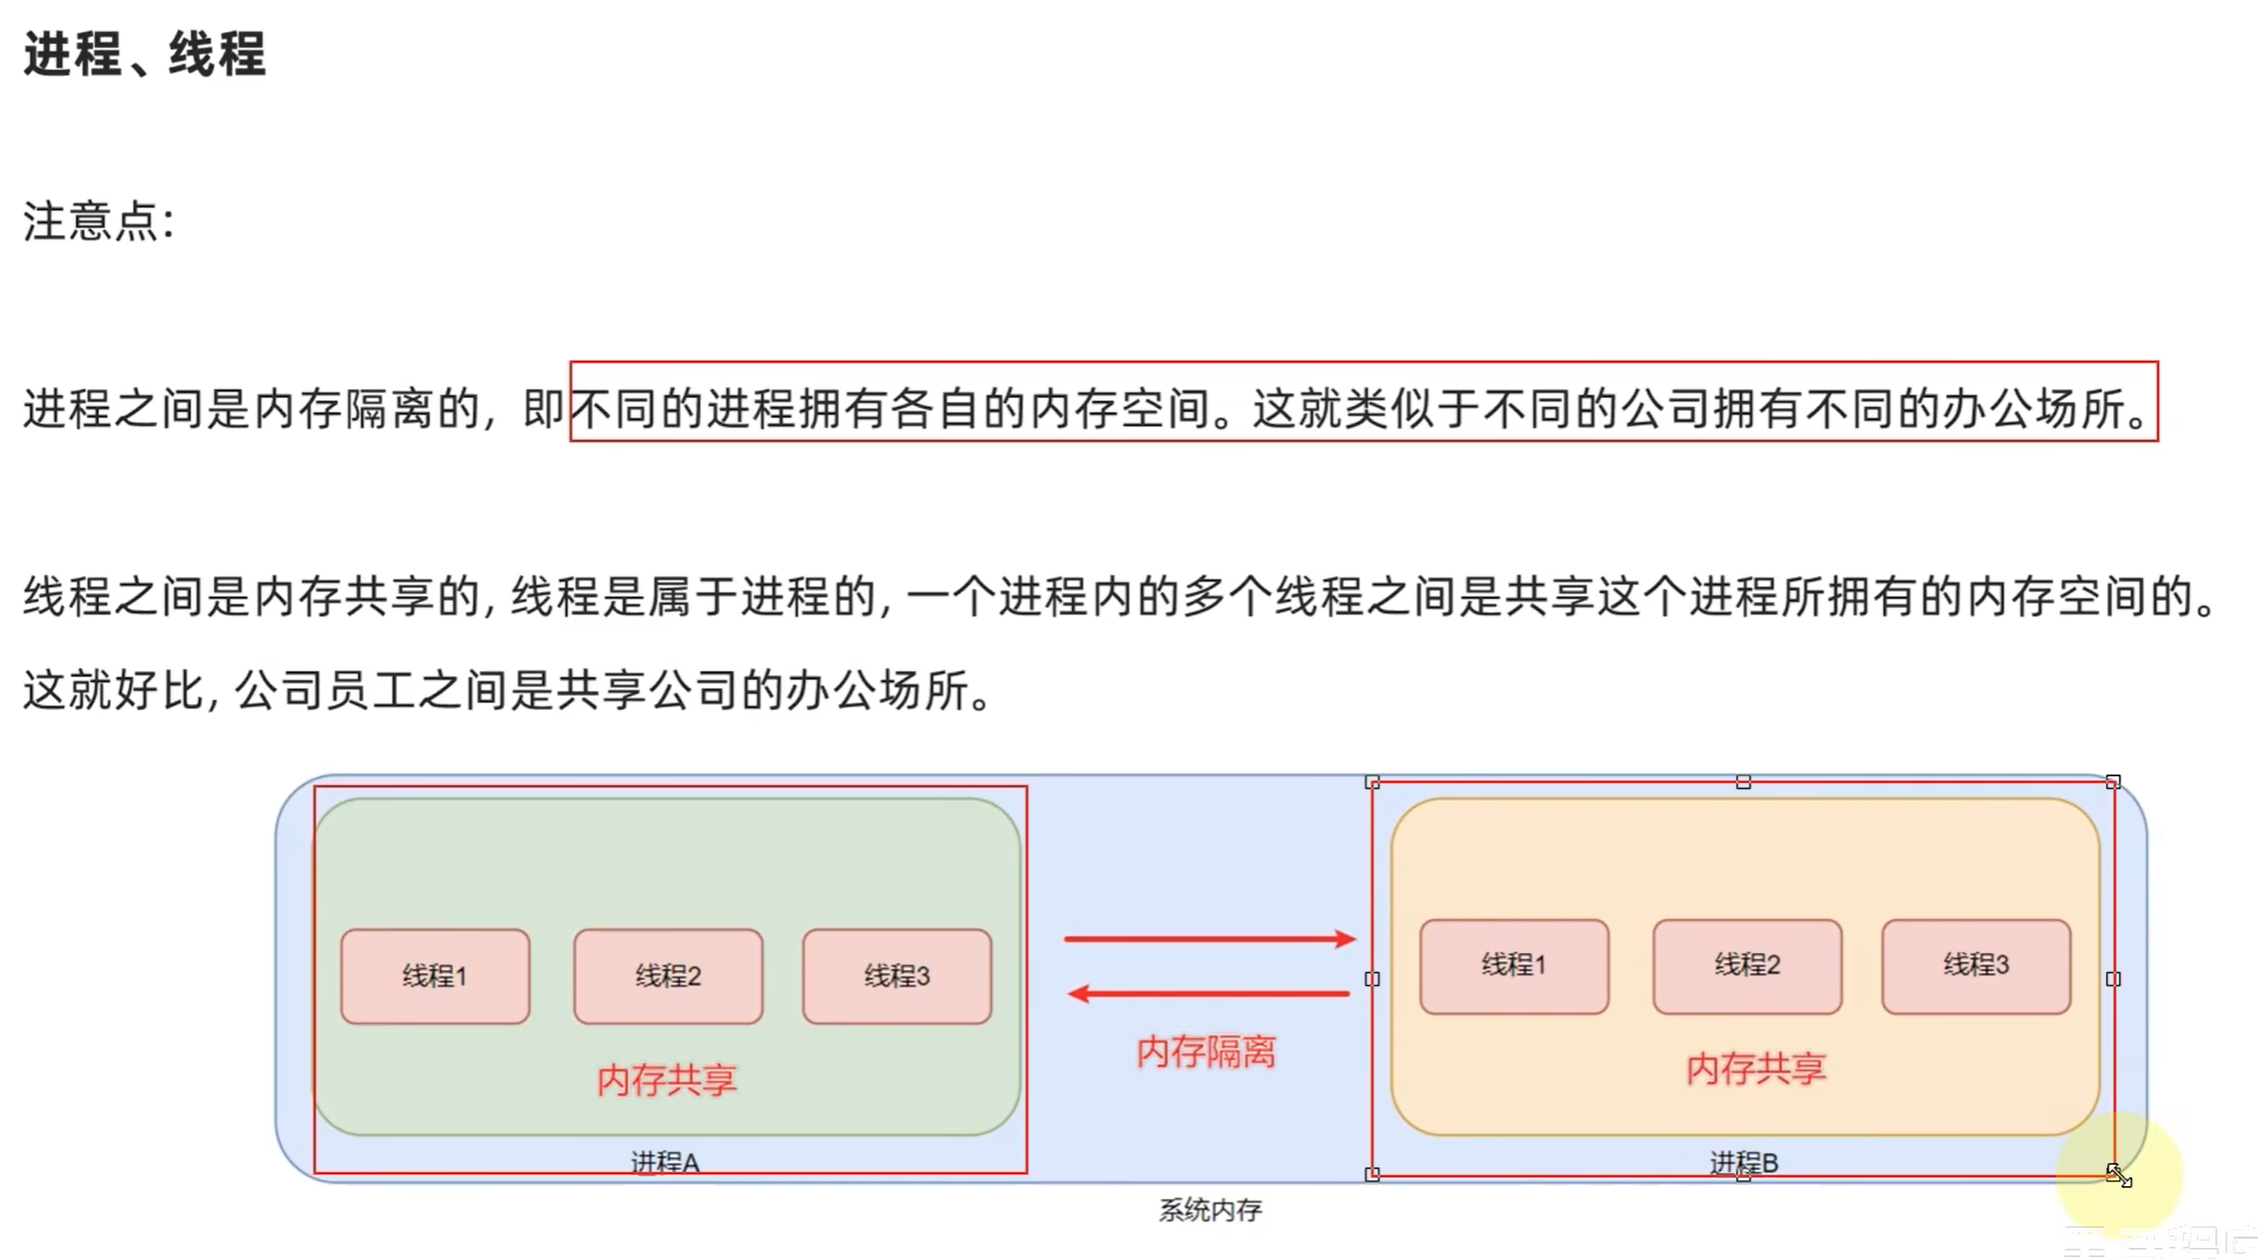 进程、线程
注意点:
进程之间是内存隔离的, 即不同的进程拥有各自的内存空间。这就类似于不同的公司拥有不同的办公场所。
线程之间是内存共享的, 线程是属于进程的, 一个进程内的多个线程之间是共享这个进程所拥有的内存空间的。
这就好比, 公司员工之间是共享公司的办公场所。
线程1 线程2 线程3
内存共享
进程A
内存隔离
线程1 线程2 线程3
内存共享
进程B
系统内存